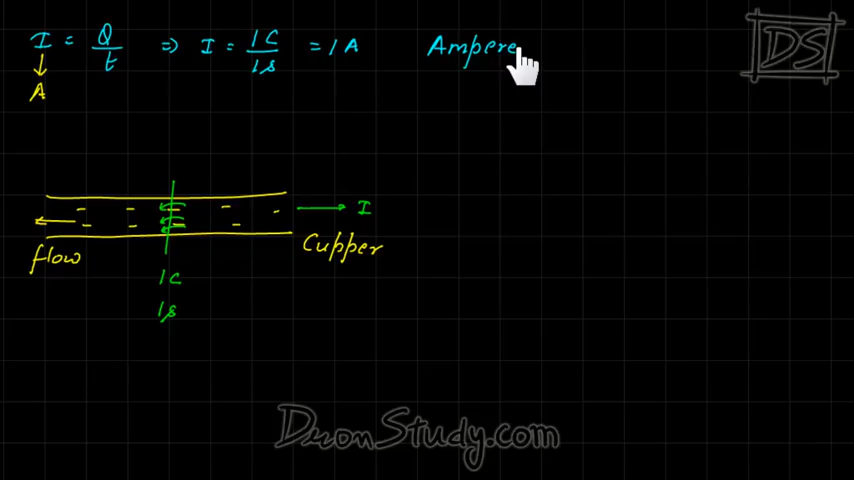 I = Q/t ⇒ I = 1C/1s = 1A Ampere
A
DS
I
flow
Cupper
1C
1s
DronStudy.com